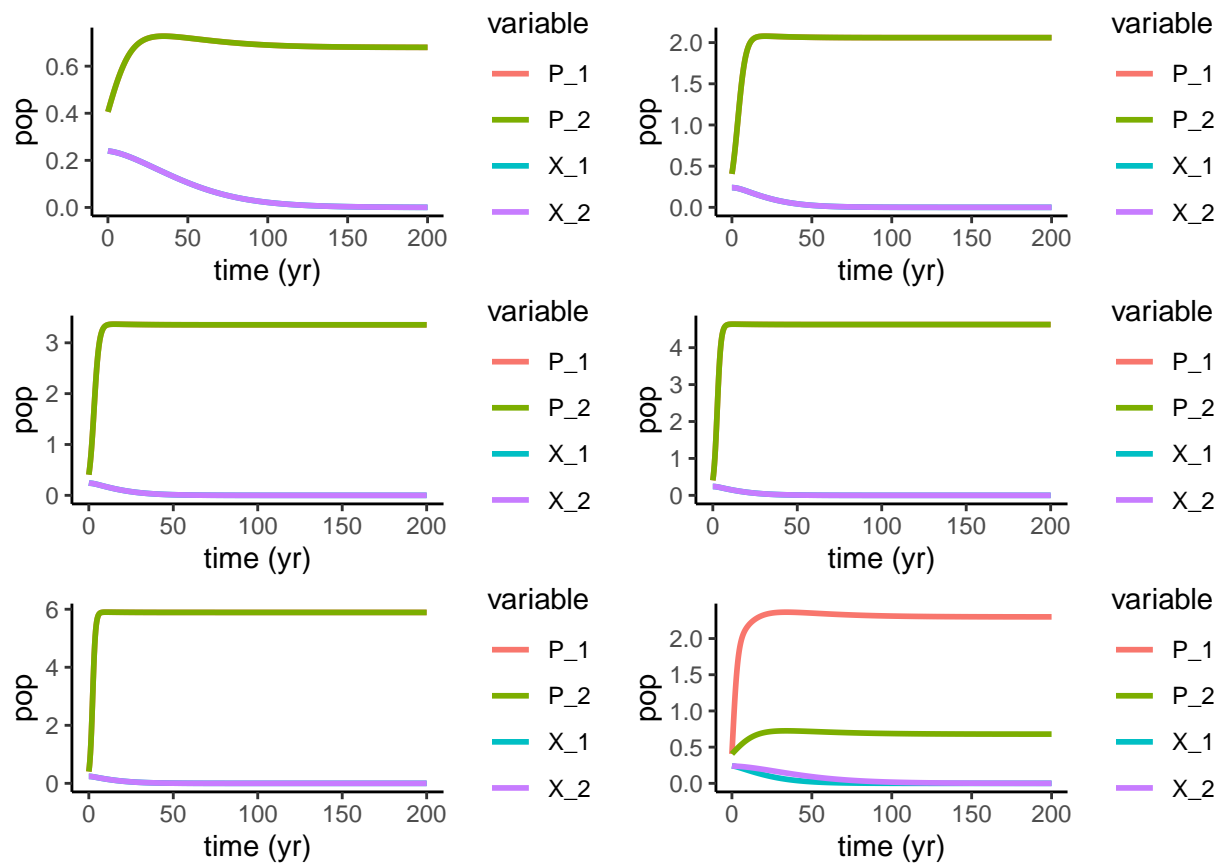 variable
pop
0.6
0.4
0.2
0.0
P_1
P_2
X_1
X_2
0 50 100 150 200
time (yr)
variable
pop
2.0
1.5
1.0
0.5
0.0
P_1
P_2
X_1
X_2
0 50 100 150 200
time (yr)
variable
pop
3
2
1
0
P_1
P_2
X_1
X_2
0 50 100 150 200
time (yr)
variable
pop
4
3
2
1
0
P_1
P_2
X_1
X_2
0 50 100 150 200
time (yr)
variable
pop
6
4
2
0
P_1
P_2
X_1
X_2
0 50 100 150 200
time (yr)
variable
pop
2.0
1.5
1.0
0.5
0.0
P_1
P_2
X_1
X_2
0 50 100 150 200
time (yr)